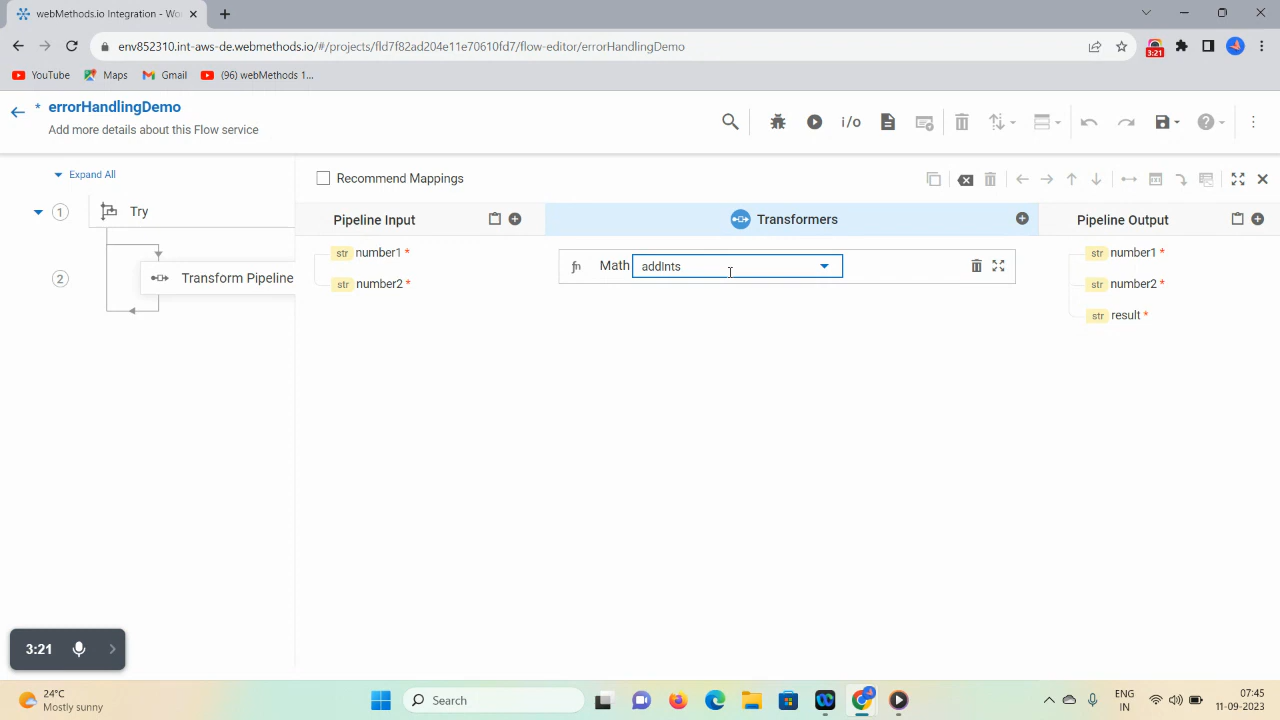 webMethods.io Integration - Wo
env852310.int-aws-de.webmethods.io/#/projects/fld7f82ad204e11e70610fd7/flow-editor/errorHandlingDemo
3:21
YouTube Maps Gmail (96) webMethods 1...
* errorHandlingDemo
Add more details about this Flow service
i/o
Expand All
Recommend Mappings
1 Try
Pipeline Input
Transformers
Pipeline Output
str number1 *
fn Math addInts
str number1 *
2 Transform Pipeline
str number2 *
str number2 *
str result *
3:21
24°C
Mostly sunny
Search
ENG
IN
07:45
11-09-2023